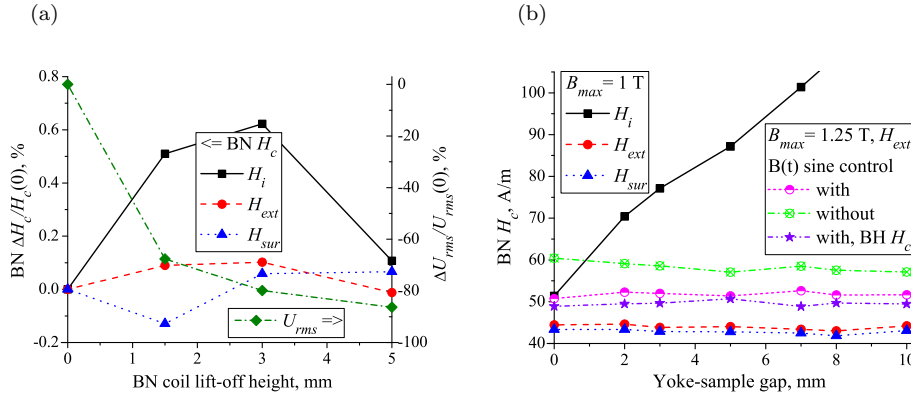 (a)
(b)
BN ΔH_c/H_c(0), %
0.8
0.6
0.4
0.2
0.0
-0.2
<= BN H_c
H_i
H_ext
H_sur
U_rms =>
0
-20
-40
-60
-80
-100
ΔU_rms/U_rms(0), %
0 1 2 3 4 5
BN coil lift-off height, mm
BN H_c, A/m
100
90
80
70
60
50
40
B_max = 1 T
H_i
H_ext
H_sur
B_max = 1.25 T, H_ext
B(t) sine control
with
without
with, BH H_c
0 2 4 6 8 10
Yoke-sample gap, mm